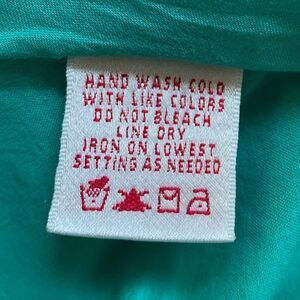 HAND WASH COLD
WITH LIKE COLORS
DO NOT BLEACH
LINE DRY
IRON ON LOWEST
SETTING AS NEEDED